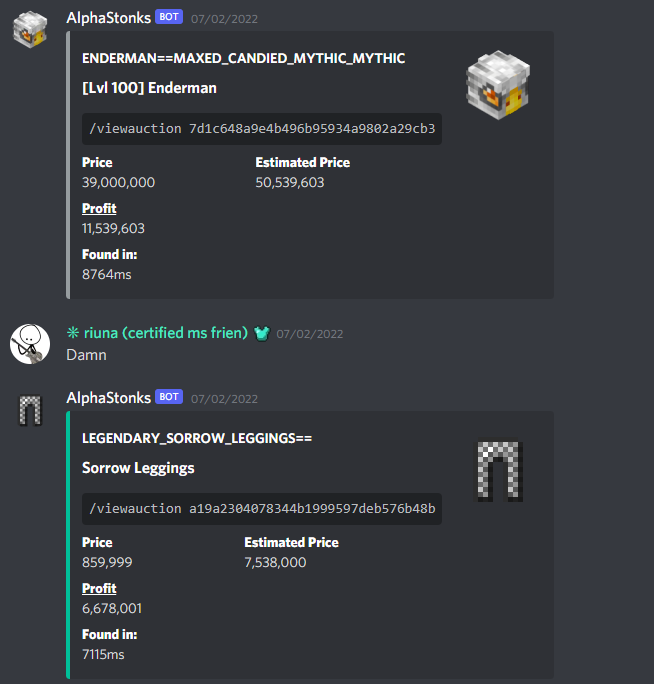 AlphaStonks BOT 07/02/2022
ENDERMAN==MAXED_CANDIED_MYTHIC_MYTHIC
[Lvl 100] Enderman
/viewauction 7d1c648a9e4b496b95934a9802a29cb3
Price Estimated Price
39,000,000 50,539,603
Profit
11,539,603
Found in:
8764ms
❊ riuna (certified ms frien) 07/02/2022
Damn
AlphaStonks BOT 07/02/2022
LEGENDARY_SORROW_LEGGINGS==
Sorrow Leggings
/viewauction a19a2304078344b1999597deb576b48b
Price Estimated Price
859,999 7,538,000
Profit
6,678,001
Found in:
7115ms